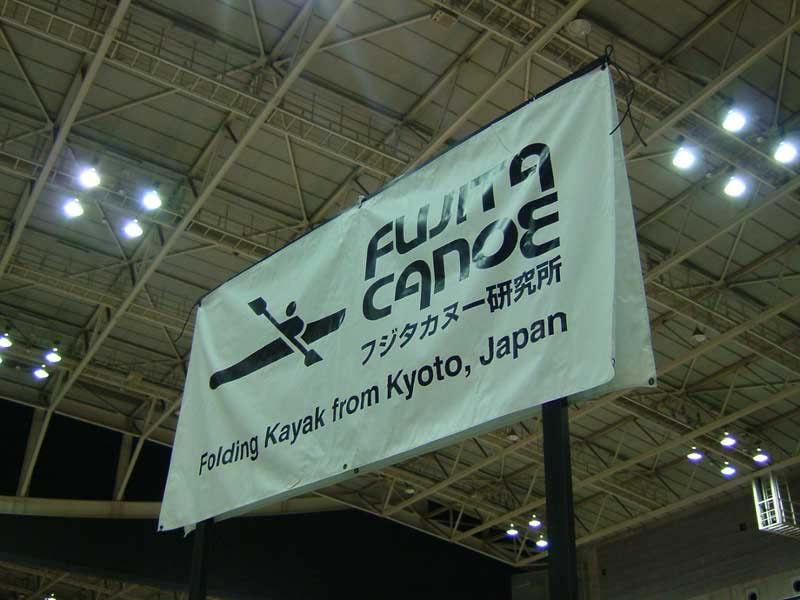 FUJITA
CANOE
フジタカヌー研究所
Folding Kayak from Kyoto, Japan